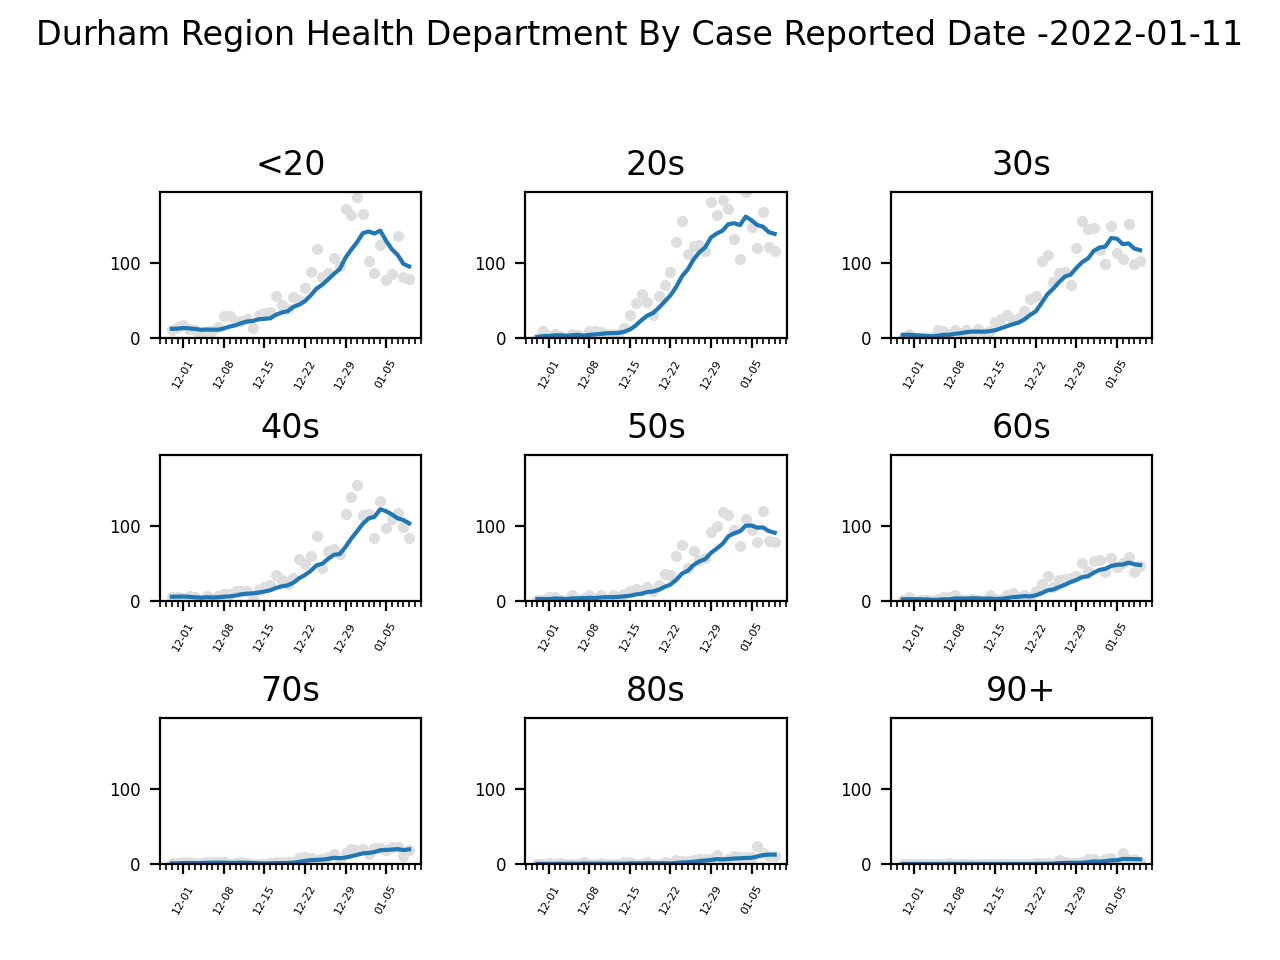 Durham Region Health Department By Case Reported Date -2022-01-11
<20 20s 30s
100 100 100
0 0 0
12-01 12-08 12-15 12-22 12-29 01-05 12-01 12-08 12-15 12-22 12-29 01-05 12-01 12-08 12-15 12-22 12-29 01-05
40s 50s 60s
100 100 100
0 0 0
12-01 12-08 12-15 12-22 12-29 01-05 12-01 12-08 12-15 12-22 12-29 01-05 12-01 12-08 12-15 12-22 12-29 01-05
70s 80s 90+
100 100 100
0 0 0
12-01 12-08 12-15 12-22 12-29 01-05 12-01 12-08 12-15 12-22 12-29 01-05 12-01 12-08 12-15 12-22 12-29 01-05